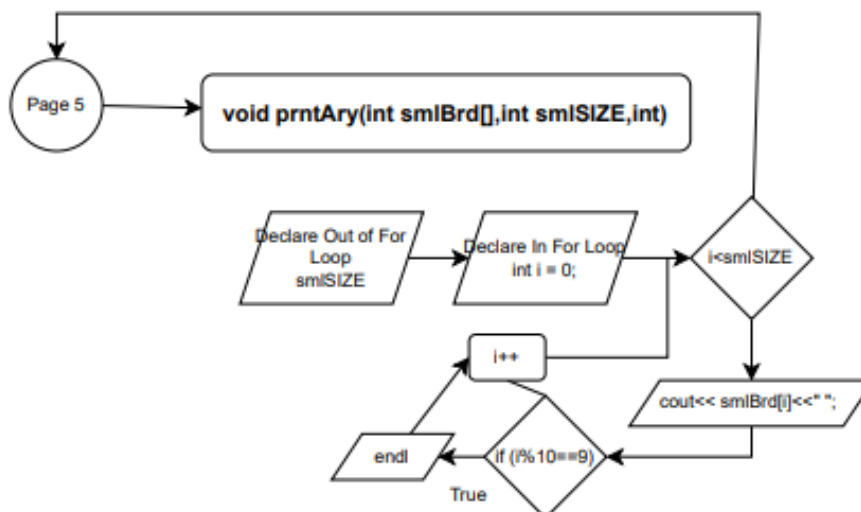 Page 5
void prntAry(int smlBrd[],int smlSIZE,int)
Declare Out of For
Loop
smlSIZE
Declare In For Loop
int i = 0;
i<smlSIZE
i++
cout<< smlBrd[i]<<" ";
endl
if (i%10==9)
True